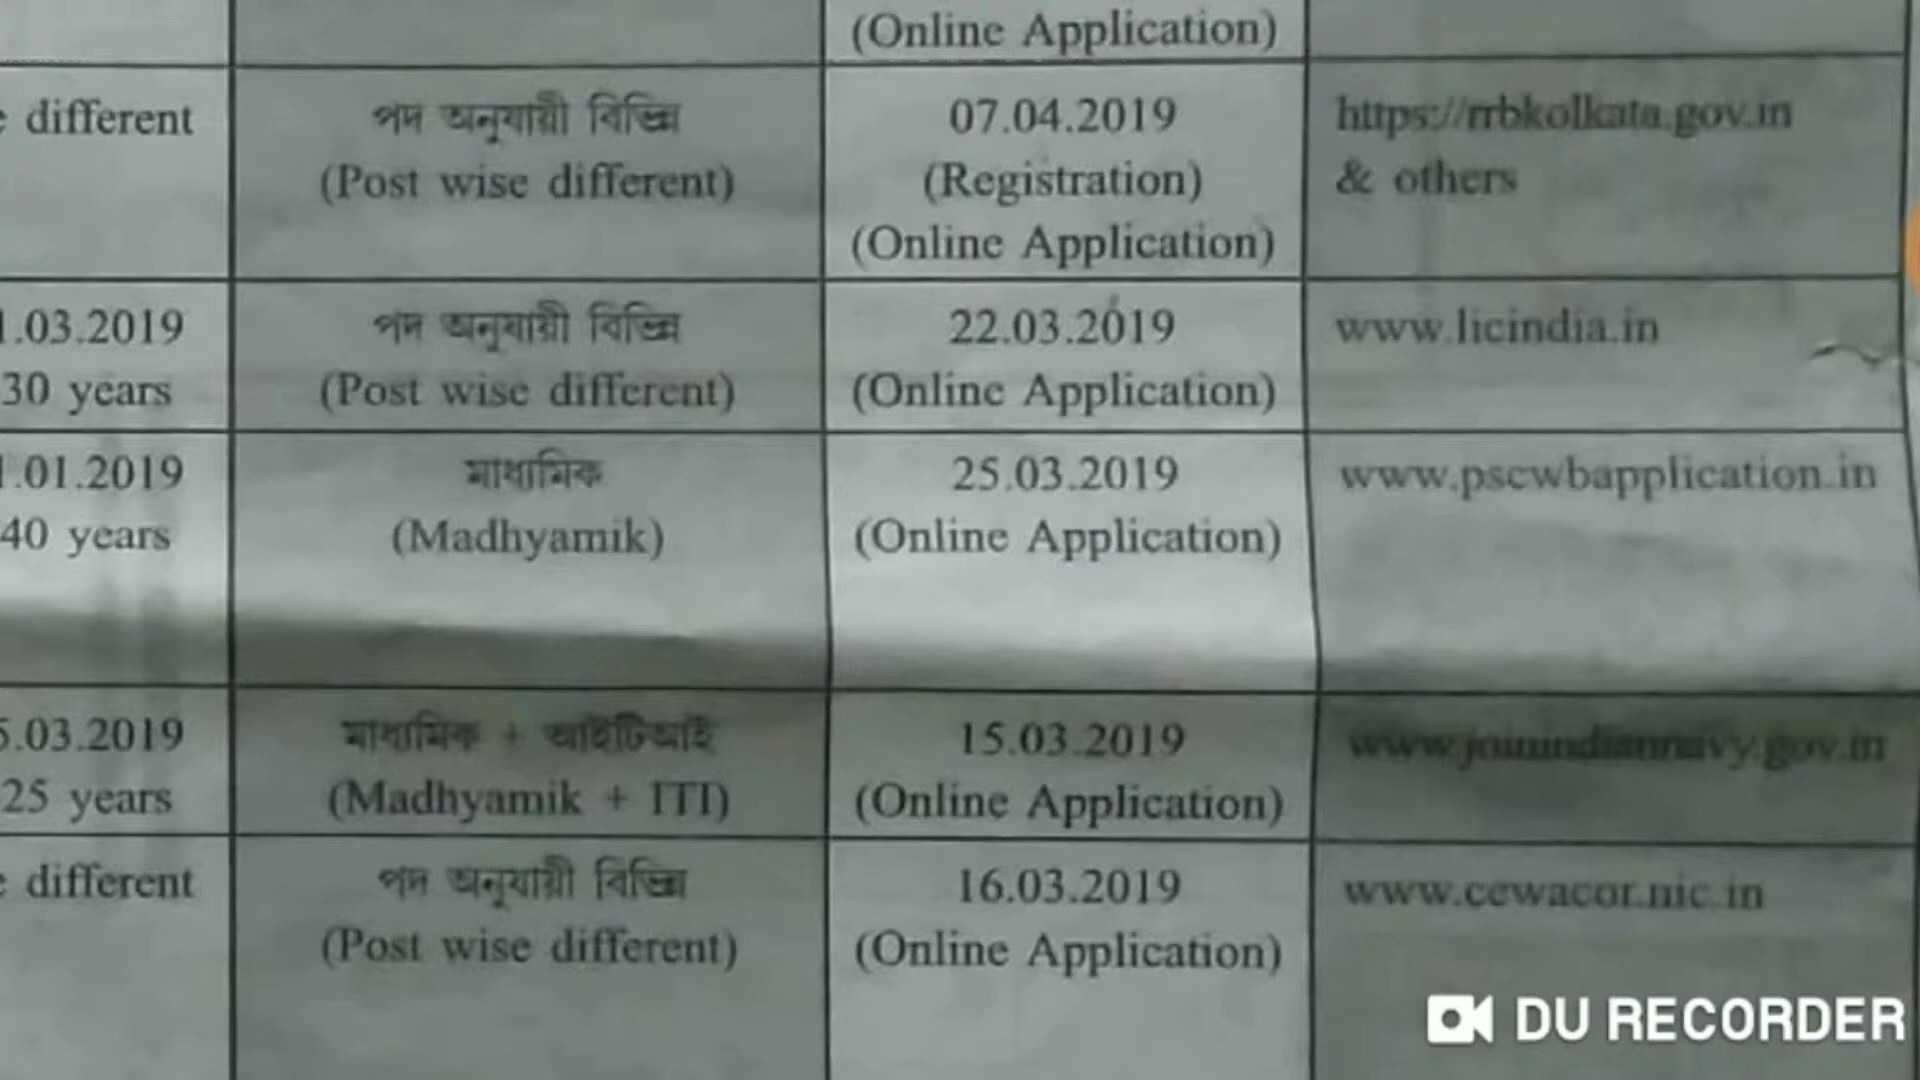 (Online Application)
different
পদ অনুযায়ী বিভিন্ন
(Post wise different)
07.04.2019
(Registration)
(Online Application)
https://rrbkolkata.gov.in
& others
.03.2019
30 years
পদ অনুযায়ী বিভিন্ন
(Post wise different)
22.03.2019
(Online Application)
www.licindia.in
.01.2019
40 years
মাধ্যমিক
(Madhyamik)
25.03.2019
(Online Application)
www.pscwbapplication.in
5.03.2019
25 years
মাধ্যমিক + আইটিআই
(Madhyamik + ITI)
15.03.2019
(Online Application)
www.joinindiannavy.gov.in
different
পদ অনুযায়ী বিভিন্ন
(Post wise different)
16.03.2019
(Online Application)
www.cewacor.nic.in
DU RECORDER